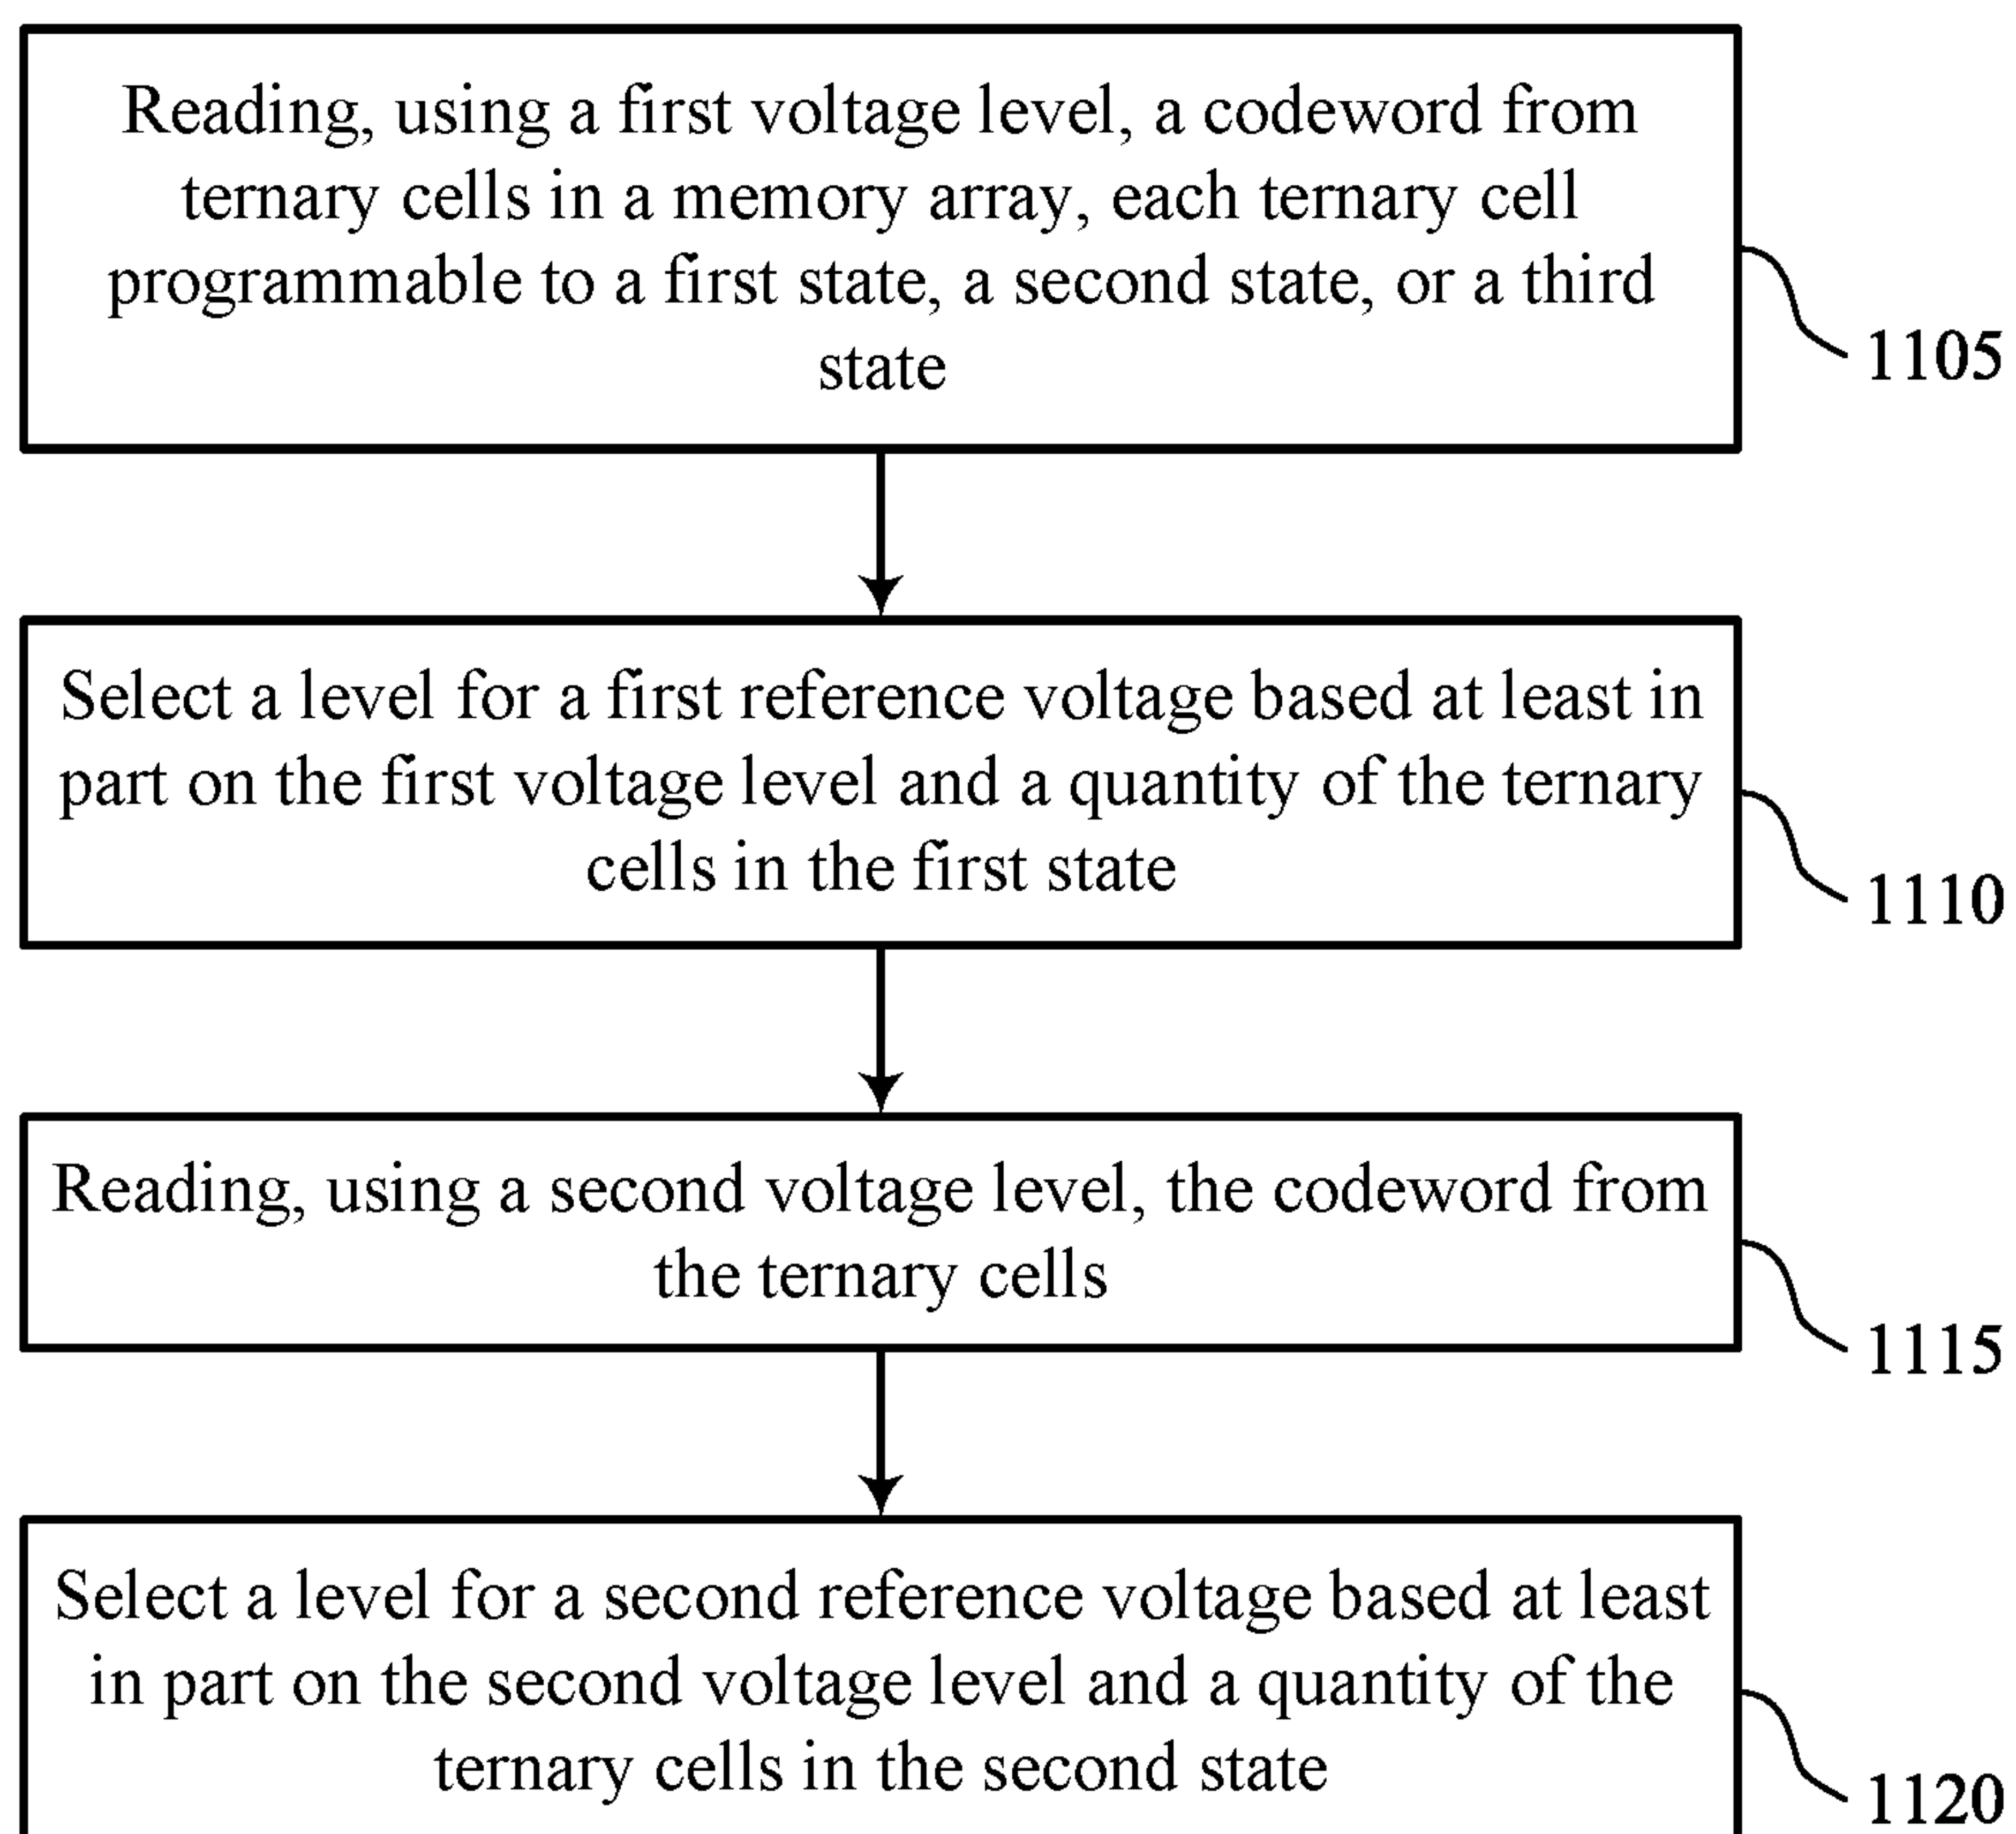 Reading, using a first voltage level, a codeword from
ternary cells in a memory array, each ternary cell
programmable to a first state, a second state, or a third
state
1105
Select a level for a first reference voltage based at least in
part on the first voltage level and a quantity of the ternary
cells in the first state
1110
Reading, using a second voltage level, the codeword from
the ternary cells
1115
Select a level for a second reference voltage based at least
in part on the second voltage level and a quantity of the
ternary cells in the second state
1120